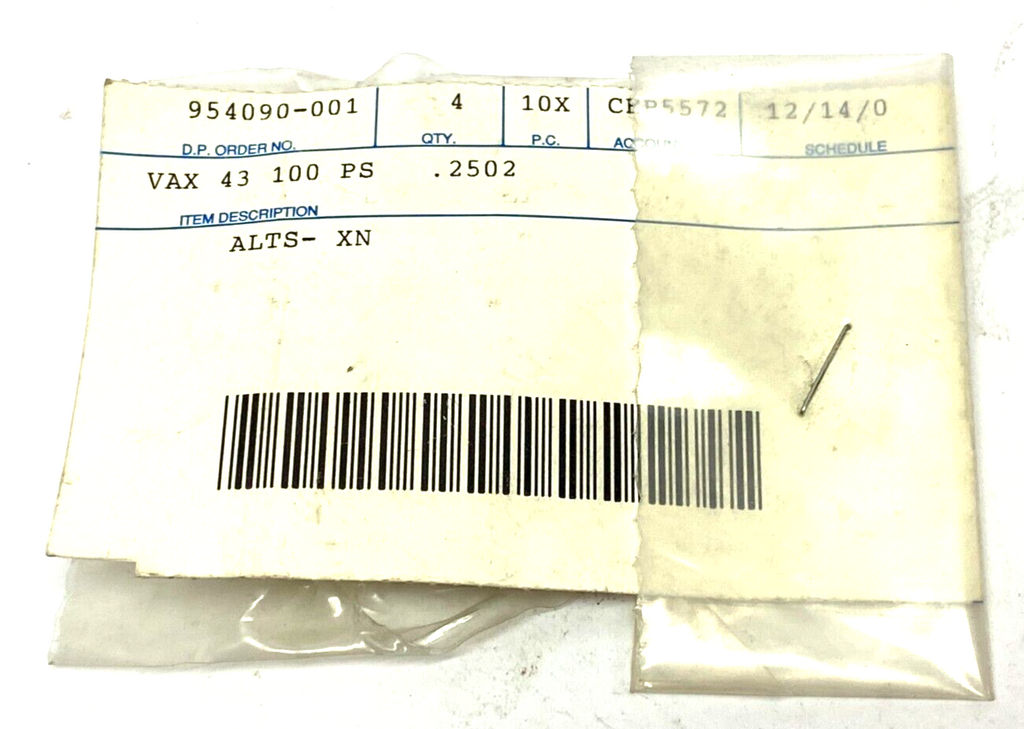 954090-001 4 10X 12/14/0
D.P. ORDER NO. QTY. P.C. SCHEDULE
VAX 43 100 PS .2502
ITEM DESCRIPTION
ALTS- XN